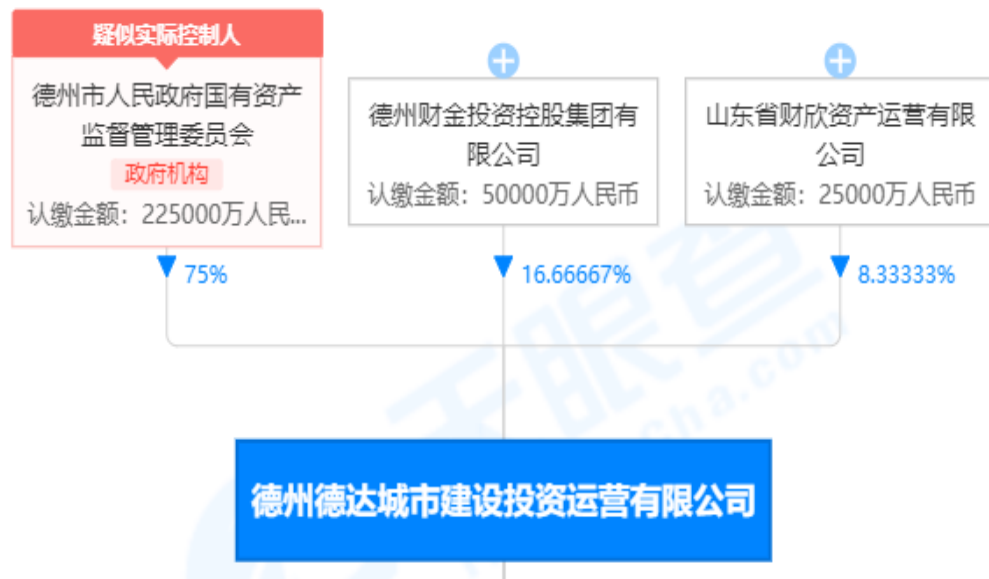 疑似实际控制人
德州市人民政府国有资产
监督管理委员会
政府机构
认缴金额：225000万人民...
75%
德州财金投资控股集团有
限公司
认缴金额：50000万人民币
16.66667%
山东省财欣资产运营有限
公司
认缴金额：25000万人民币
8.33333%
天眼查
德州德达城市建设投资运营有限公司